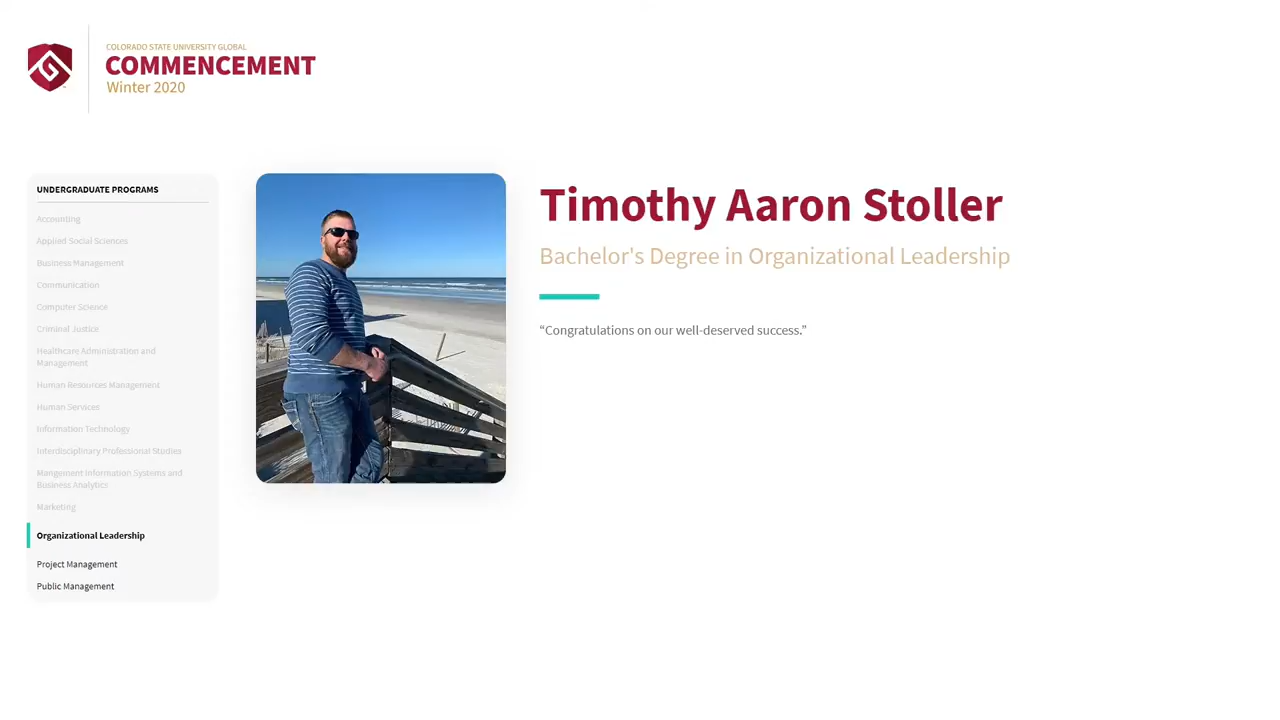 COLORADO STATE UNIVERSITY GLOBAL
COMMENCEMENT
Winter 2020
UNDERGRADUATE PROGRAMS
Accounting
Applied Social Sciences
Business Management
Communication
Computer Science
Criminal Justice
Healthcare Administration and
Management
Human Resources Management
Human Services
Information Technology
Interdisciplinary Professional Studies
Mangement Information Systems and
Business Analytics
Marketing
Organizational Leadership
Project Management
Public Management
Timothy Aaron Stoller
Bachelor's Degree in Organizational Leadership
“Congratulations on our well-deserved success.”